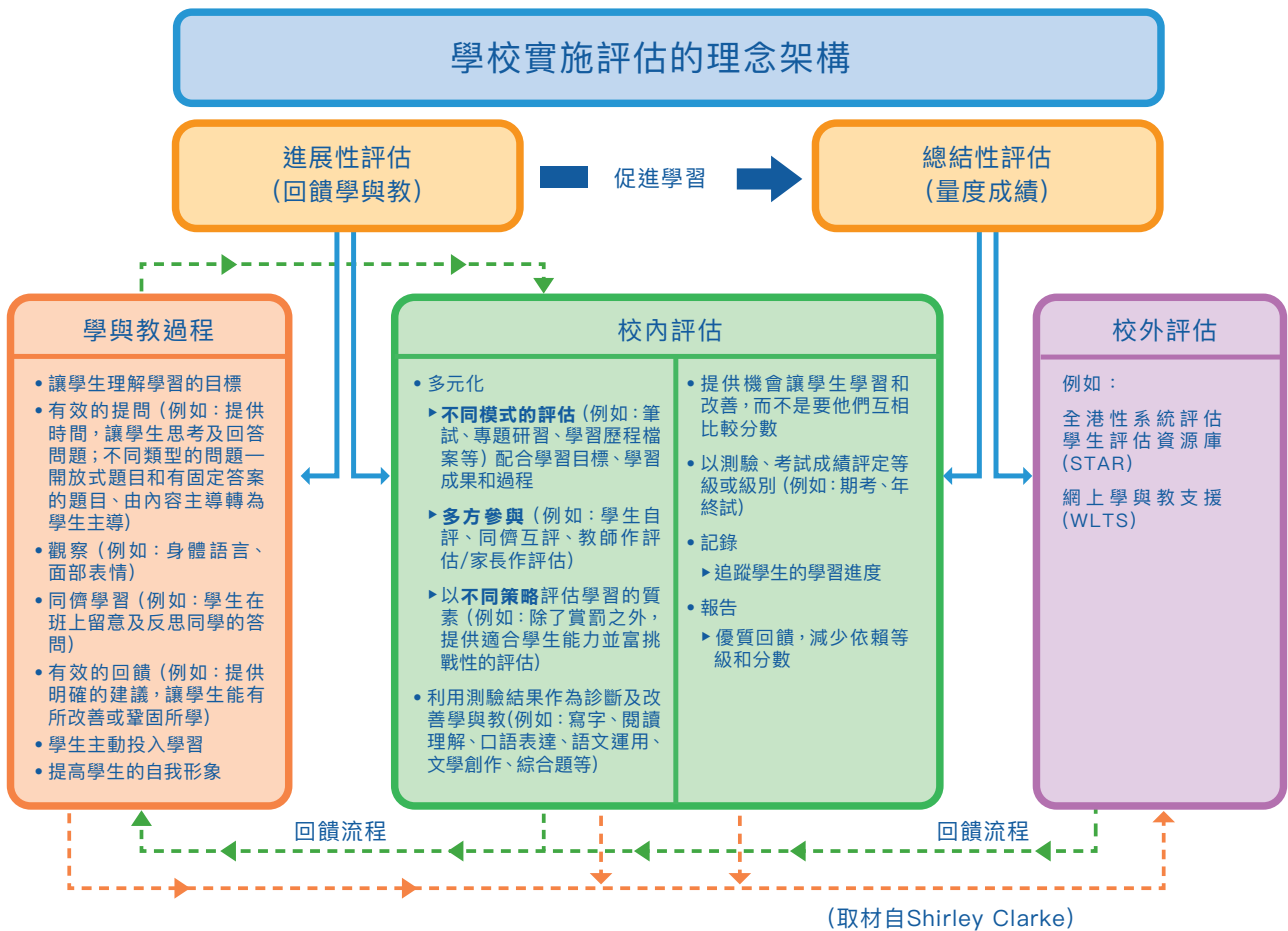 學校實施評估的理念架構
進展性評估
(回饋學與教)
促進學習
總結性評估
(量度成績)
學與教過程
• 讓學生理解學習的目標
• 有效的提問 (例如：提供
時間，讓學生思考及回答
問題；不同類型的問題—
開放式題目和有固定答案
的題目、由內容主導轉為
學生主導)
• 觀察 (例如：身體語言、
面部表情)
• 同儕學習 (例如：學生在
班上留意及反思同學的答
問)
• 有效的回饋 (例如：提供
明確的建議，讓學生能有
所改善或鞏固所學)
• 學生主動投入學習
• 提高學生的自我形象
校內評估
• 多元化
▸不同模式的評估 (例如：筆
試、專題研習、學習歷程檔
案等) 配合學習目標、學習
成果和過程
▸多方參與 (例如：學生自
評、同儕互評、教師作評
估/家長作評估)
▸以不同策略評估學習的質
素 (例如：除了賞罰之外，
提供適合學生能力並富挑
戰性的評估)
• 利用測驗結果作為診斷及改
善學與教(例如：寫字、閱讀
理解、口語表達、語文運用、
文學創作、綜合題等)
• 提供機會讓學生學習和
改善，而不是要他們互相
比較分數
• 以測驗、考試成績評定等
級或級別 (例如：期考、年
終試)
• 記錄
▸追蹤學生的學習進度
• 報告
▸優質回饋，減少依賴等
級和分數
校外評估
例如：
全港性系統評估
學生評估資源庫
(STAR)
網上學與教支援
(WLTS)
回饋流程
回饋流程
(取材自Shirley Clarke)